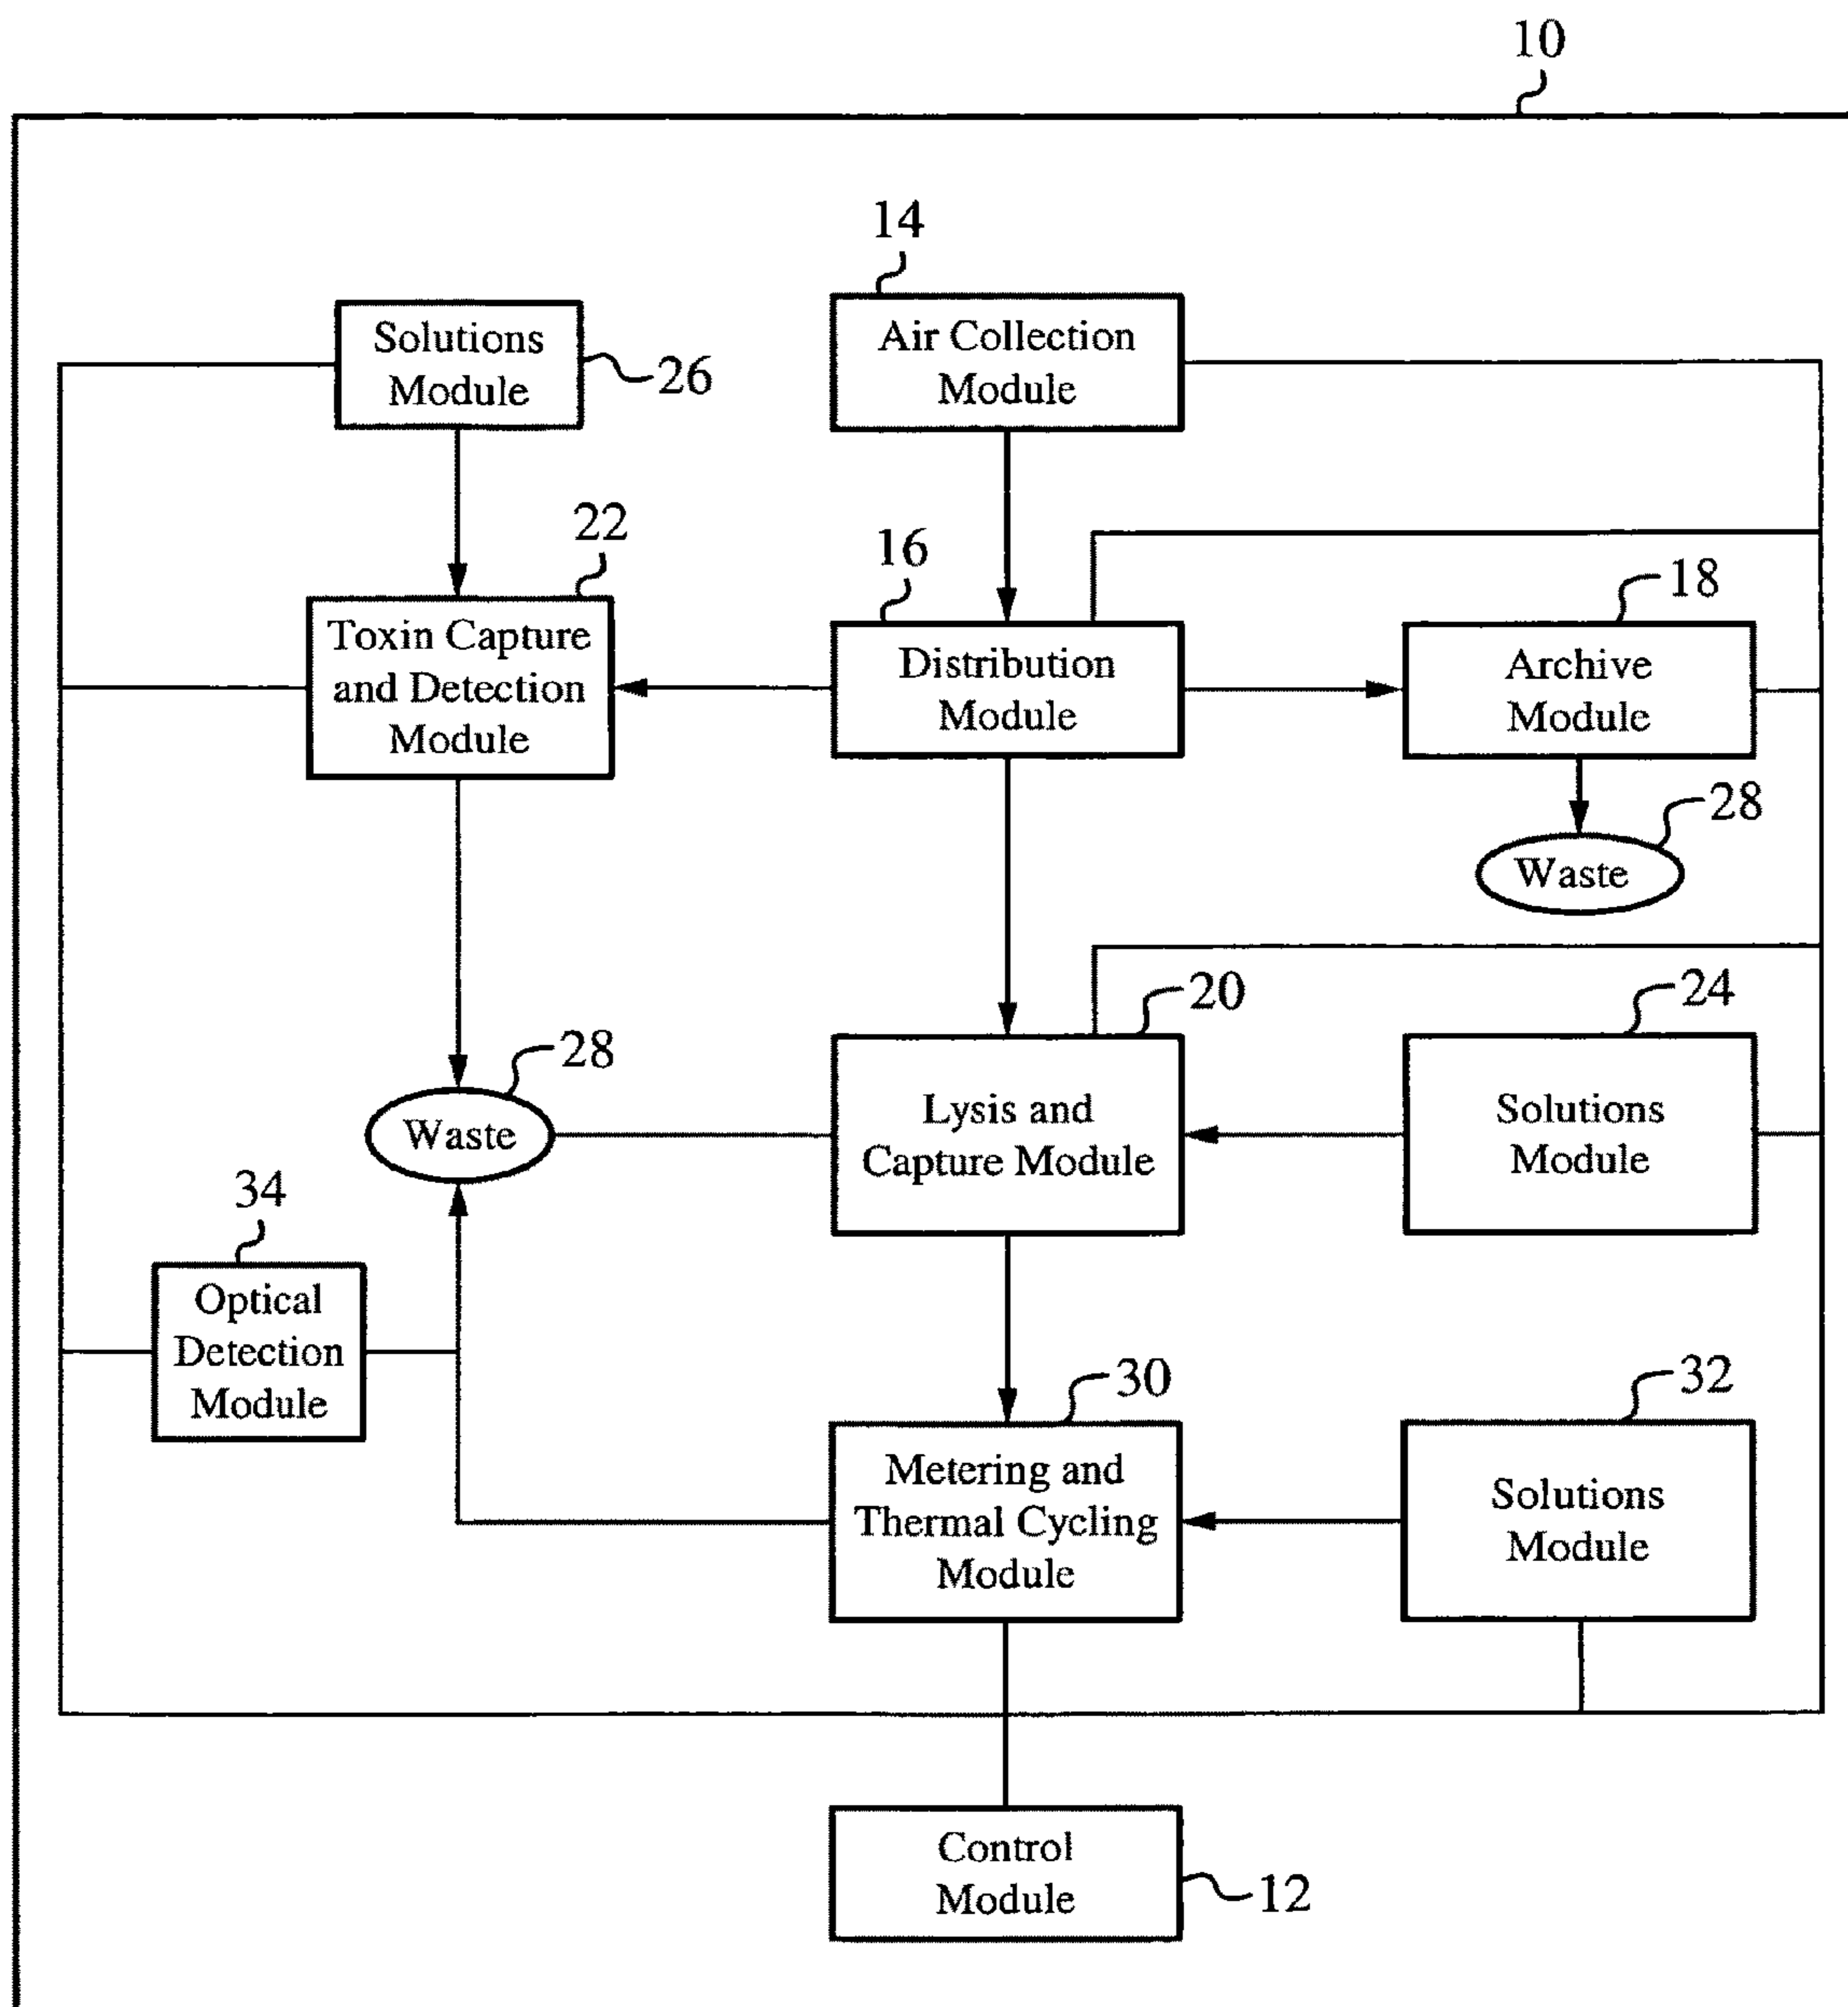 10
14
Solutions
Module
26
Air Collection
Module
22
16
18
Toxin Capture
and Detection
Module
Distribution
Module
Archive
Module
28
Waste
20
24
28
Waste
Lysis and
Capture Module
Solutions
Module
34
Optical
Detection
Module
30
32
Metering and
Thermal Cycling
Module
Solutions
Module
Control
Module
12